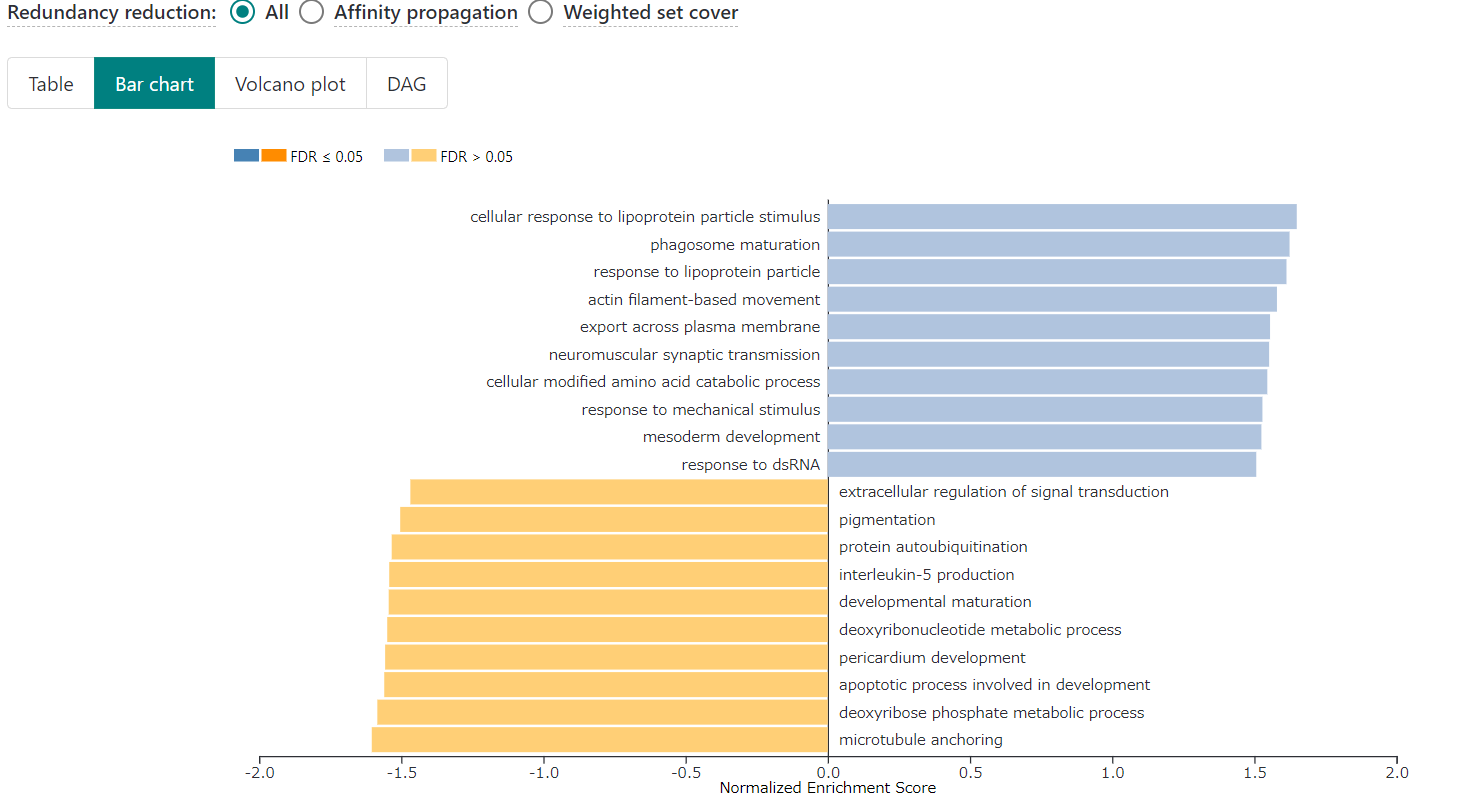 Redundancy reduction: All Affinity propagation Weighted set cover
Table Bar chart Volcano plot DAG
FDR ≤ 0.05 FDR > 0.05
cellular response to lipoprotein particle stimulus
phagosome maturation
response to lipoprotein particle
actin filament-based movement
export across plasma membrane
neuromuscular synaptic transmission
cellular modified amino acid catabolic process
response to mechanical stimulus
mesoderm development
response to dsRNA
extracellular regulation of signal transduction
pigmentation
protein autoubiquitination
interleukin-5 production
developmental maturation
deoxyribonucleotide metabolic process
pericardium development
apoptotic process involved in development
deoxyribose phosphate metabolic process
microtubule anchoring
-2.0 -1.5 -1.0 -0.5 0.0 0.5 1.0 1.5 2.0
Normalized Enrichment Score